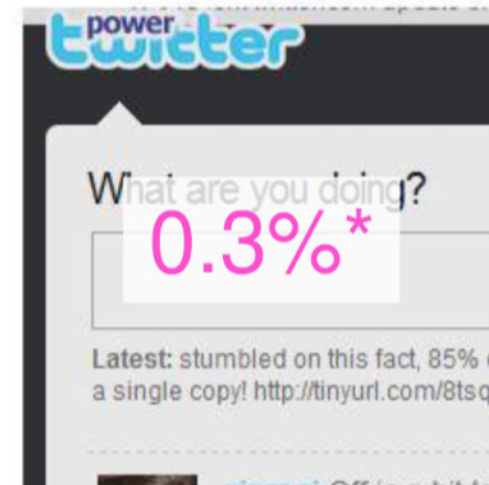 power
twitter
What are you doing?
0.3%*
Latest: stumbled on this fact, 85%
a single copy! http://tinyurl.com/8tsq